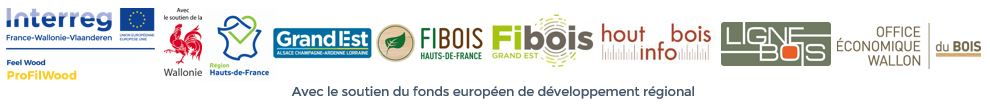 Interreg
France-Wallonie-Vlaanderen
UNION EUROPÉENNE
EUROPESE UNIE
Feel Wood
ProFilWood
Avec
le soutien de la
Wallonie
Région
Hauts-de-France
GrandEst
ALSACE CHAMPAGNE-ARDENNE LORRAINE
FIBOIS
HAUTS-DE-FRANCE
Fibois
GRAND EST
hout bois
info
LIGNE
BOIS
OFFICE
ÉCONOMIQUE
WALLON
du BOIS
Avec le soutien du fonds européen de développement régional